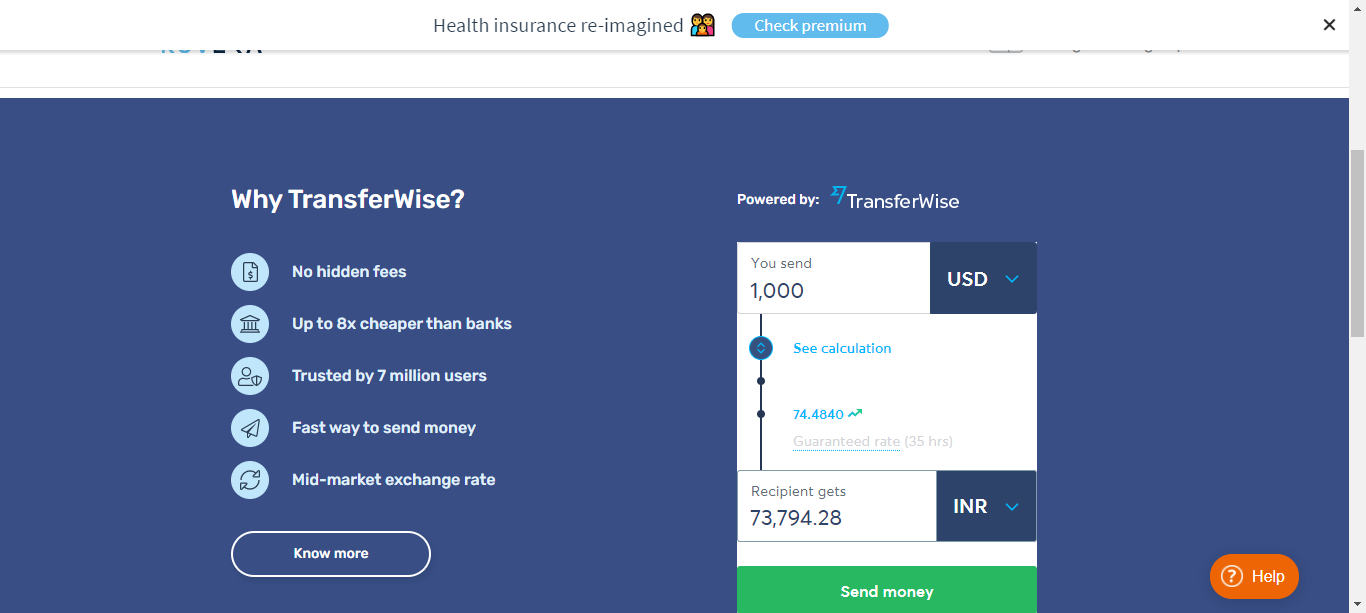 Health insurance re-imagined
Check premium
Why TransferWise?
No hidden fees
Up to 8x cheaper than banks
Trusted by 7 million users
Fast way to send money
Mid-market exchange rate
Know more
Powered by: TransferWise
You send
1,000
USD
See calculation
74.4840
Guaranteed rate (35 hrs)
Recipient gets
73,794.28
INR
Send money
? Help